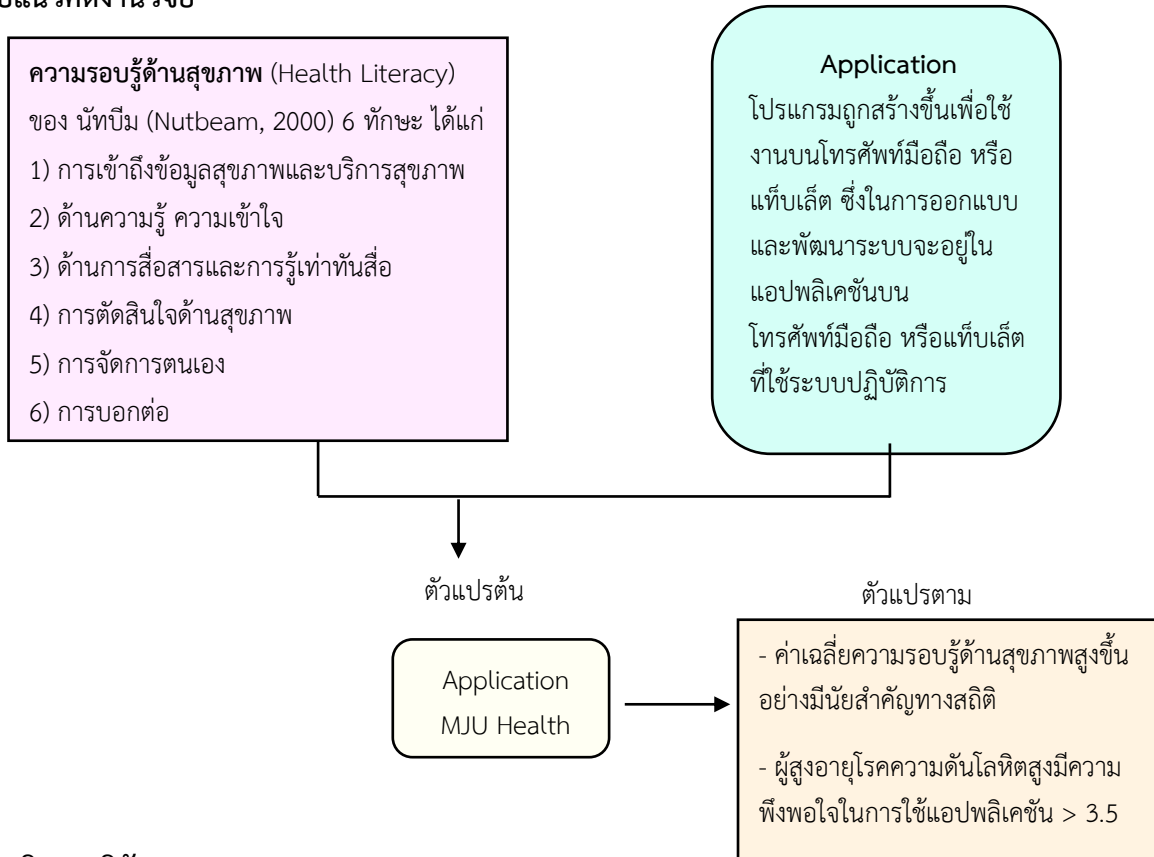 ความรอบรู้ด้านสุขภาพ (Health Literacy)
ของ นัทบีม (Nutbeam, 2000) 6 ทักษะ ได้แก่
1) การเข้าถึงข้อมูลสุขภาพและบริการสุขภาพ
2) ด้านความรู้ ความเข้าใจ
3) ด้านการสื่อสารและการรู้เท่าทันสื่อ
4) การตัดสินใจด้านสุขภาพ
5) การจัดการตนเอง
6) การบอกต่อ
Application
โปรแกรมถูกสร้างขึ้นเพื่อใช้
งานบนโทรศัพท์มือถือ หรือ
แท็บเล็ต ซึ่งในการออกแบบ
และพัฒนาระบบจะอยู่ใน
แอปพลิเคชันบน
โทรศัพท์มือถือ หรือแท็บเล็ต
ที่ใช้ระบบปฏิบัติการ
ตัวแปรต้น
ตัวแปรตาม
Application
MJU Health
- ค่าเฉลี่ยความรอบรู้ด้านสุขภาพสูงขึ้น
อย่างมีนัยสำคัญทางสถิติ
- ผู้สูงอายุโรคความดันโลหิตสูงมีความ
พึงพอใจในการใช้แอปพลิเคชัน > 3.5